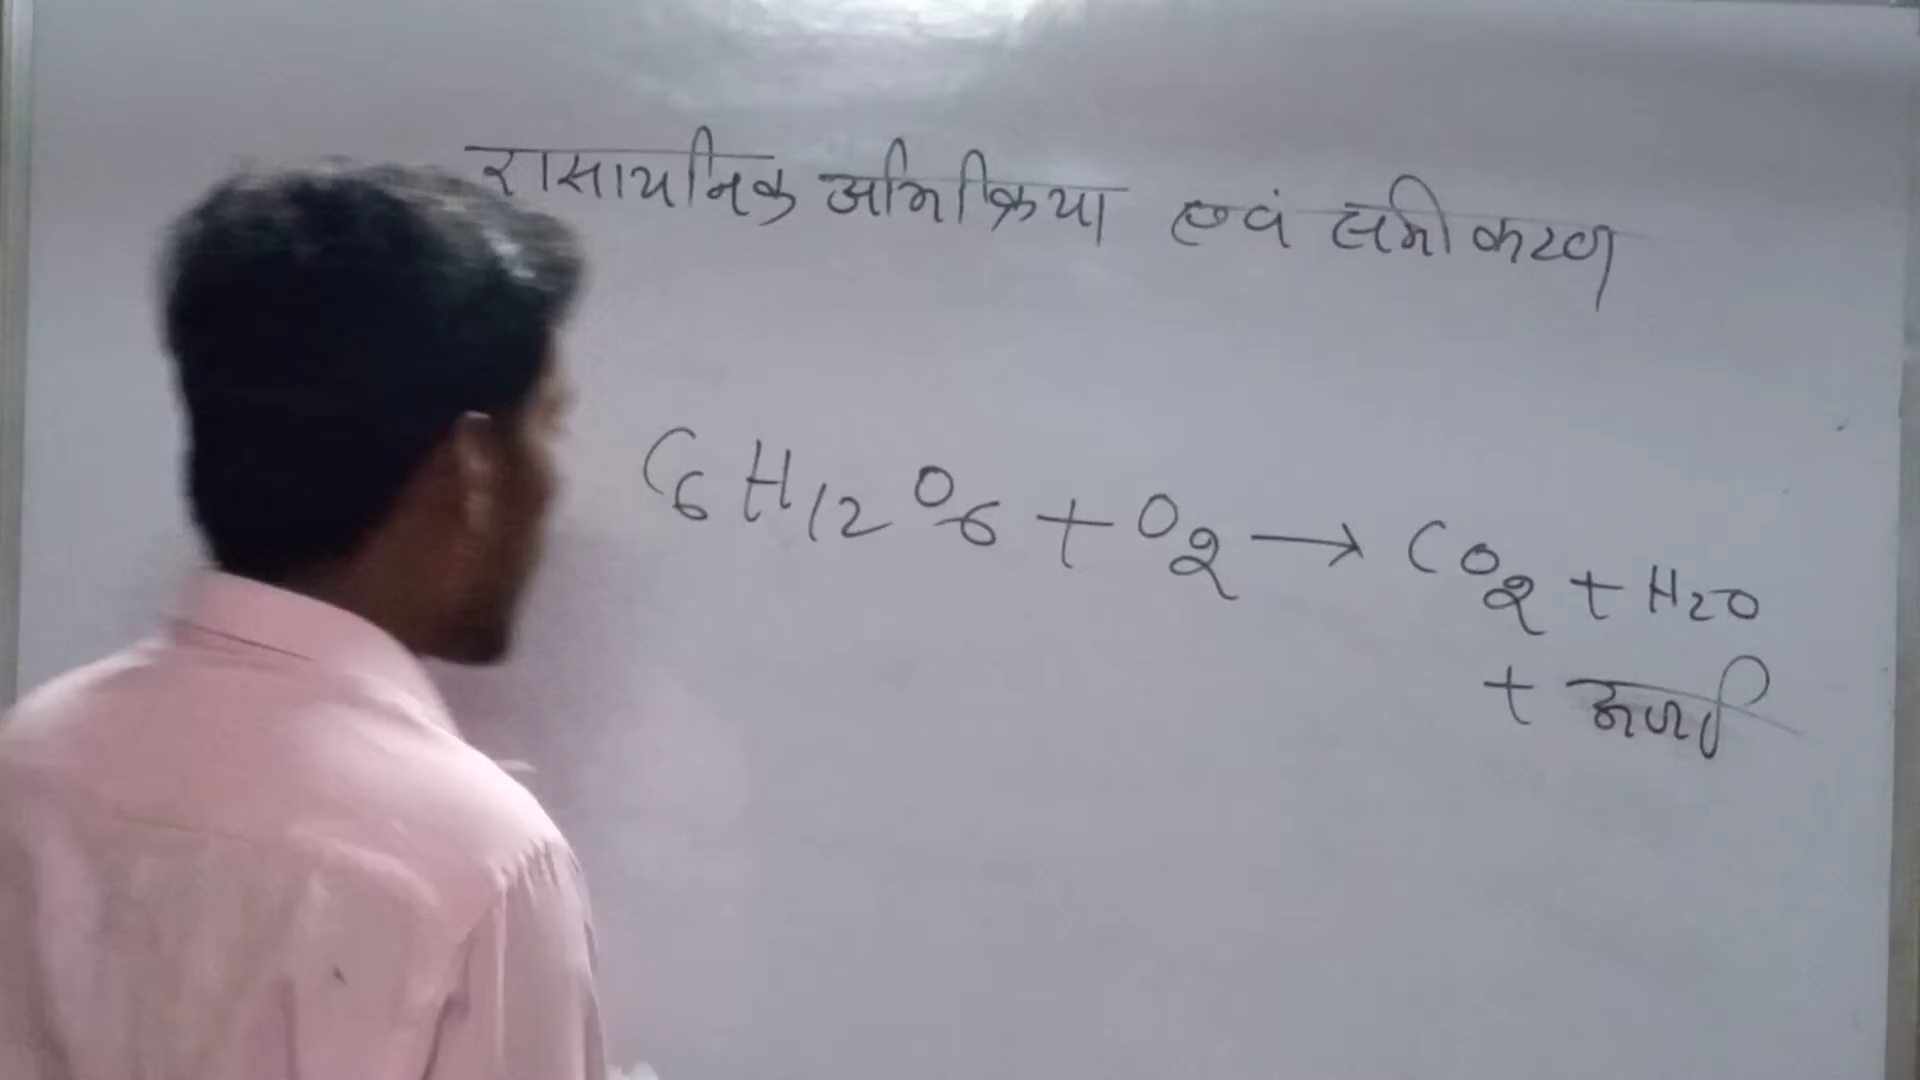 रासायनिक अभिक्रिया एवं समीकरण
C₆H₁₂O₆ + O₂ → CO₂ + H₂O
+ ऊर्जा